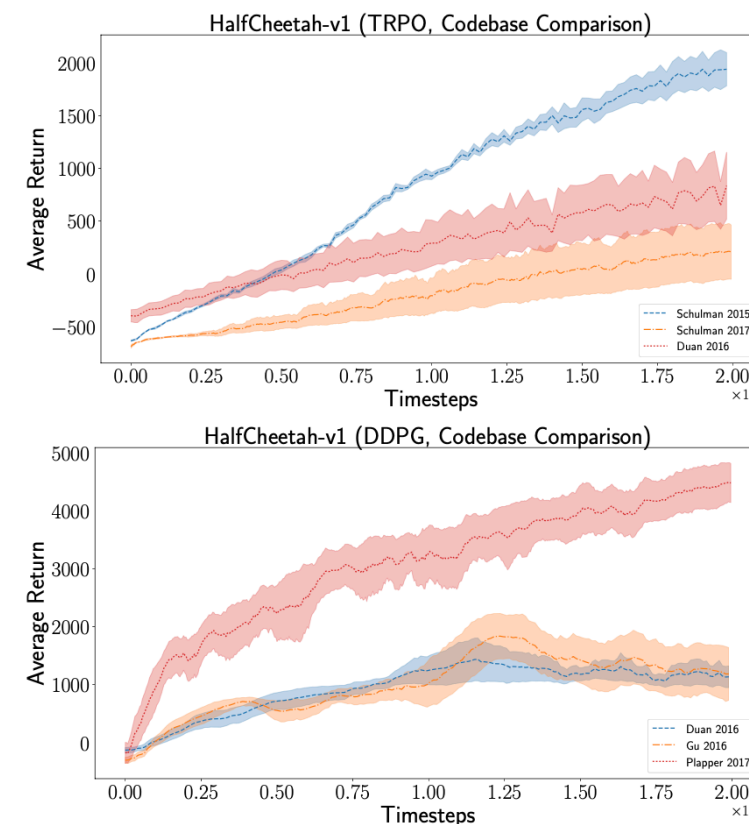 HalfCheetah-v1 (TRPO, Codebase Comparison)
2000
1500
1000
500
0
−500
Average Return
Schulman 2015
Schulman 2017
Duan 2016
0.00 0.25 0.50 0.75 1.00 1.25 1.50 1.75 2.00
Timesteps
×1
HalfCheetah-v1 (DDPG, Codebase Comparison)
5000
4000
3000
2000
1000
0
Average Return
Duan 2016
Gu 2016
Plapper 2017
0.00 0.25 0.50 0.75 1.00 1.25 1.50 1.75 2.00
Timesteps
×1